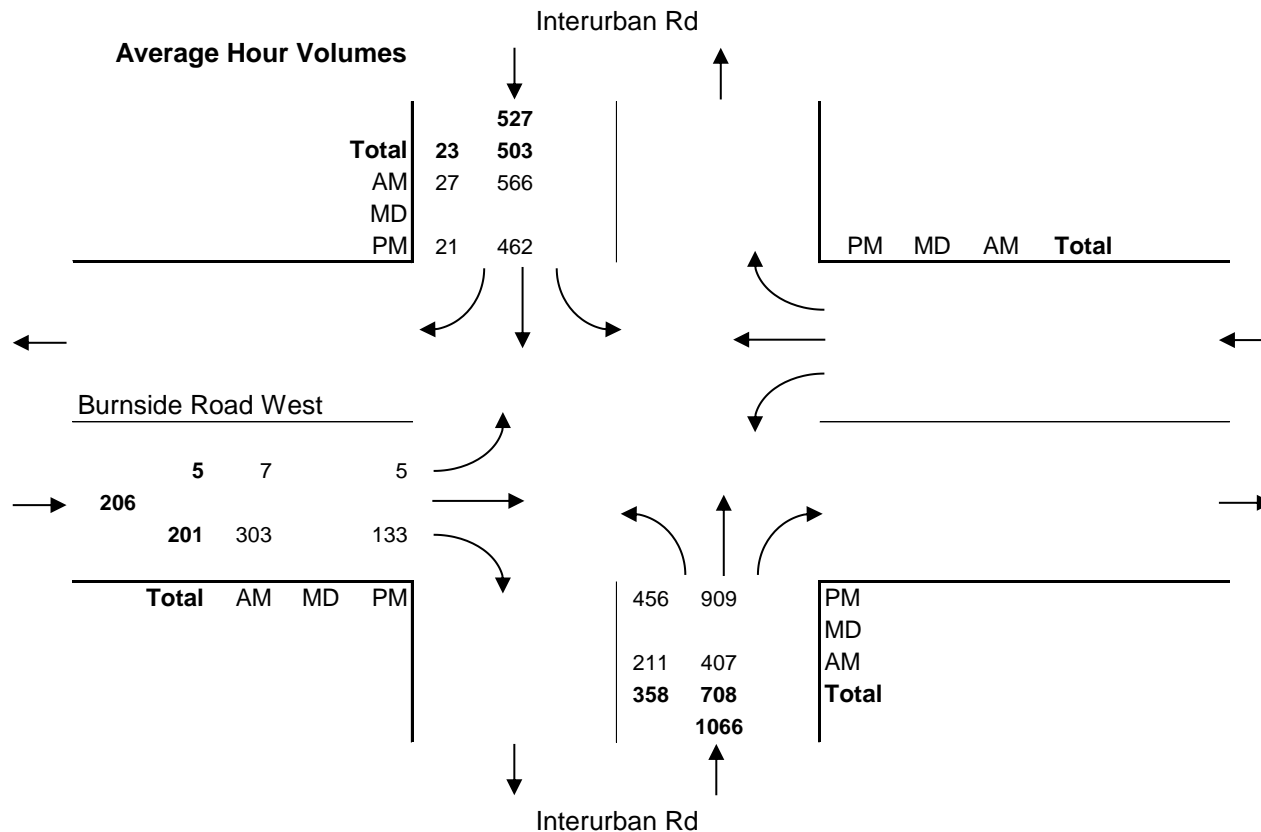 Interurban Rd
Average Hour Volumes
527
Total 23 503
AM 27 566
MD
PM 21 462
PM MD AM Total
Burnside Road West
5 7 5
206
201 303 133
Total AM MD PM
456 909 PM
MD
211 407 AM
358 708 Total
1066
Interurban Rd